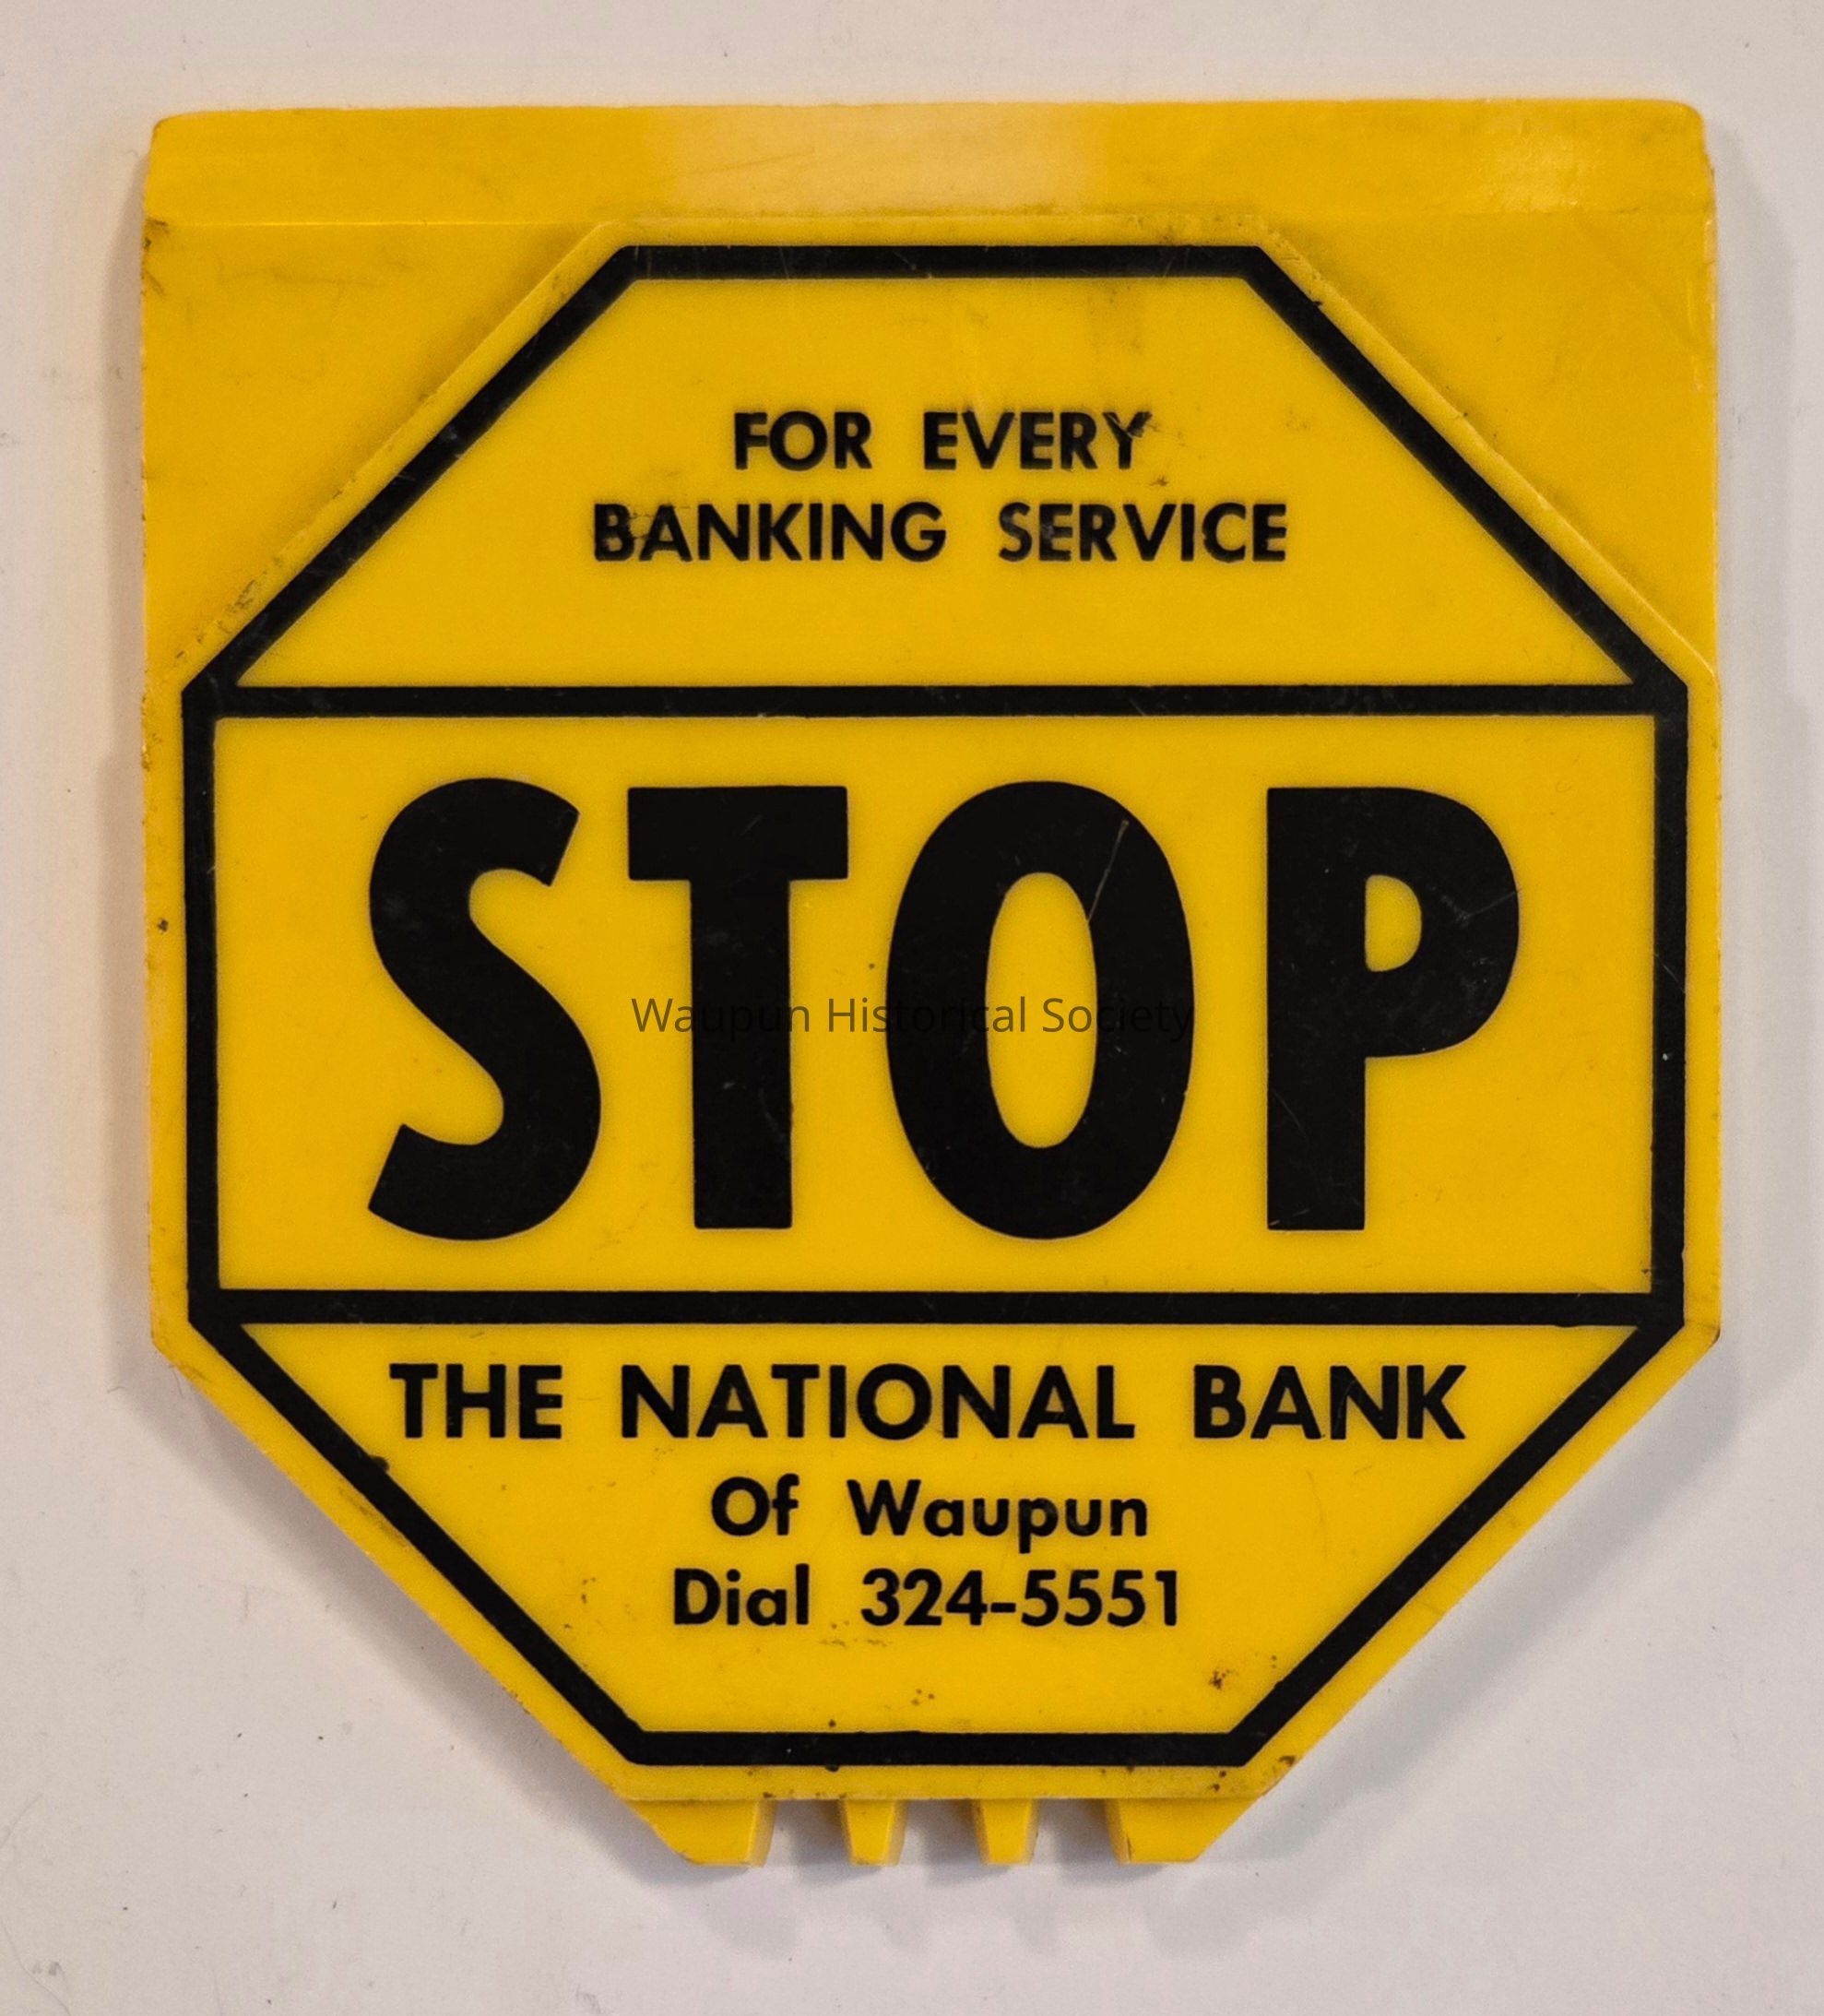 FOR EVERY
BANKING SERVICE
STOP
Waupun Historical Society
THE NATIONAL BANK
Of Waupun
Dial 324-5551